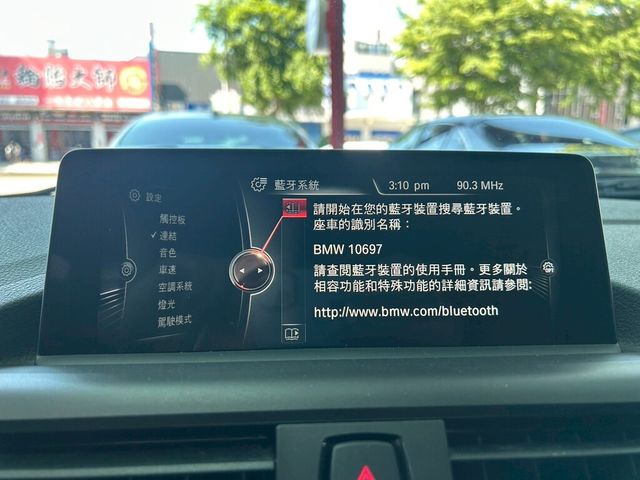 輪胎大師
藍牙系統
3:10 pm
90.3 MHz
設定
觸控板
連結
音色
車速
空調系統
燈光
駕駛模式
請開始在您的藍牙裝置搜尋藍牙裝置。
座車的識別名稱：
BMW 10697
請查閱藍牙裝置的使用手冊。更多關於
相容功能和特殊功能的詳細資訊請參閱:
http://www.bmw.com/bluetooth